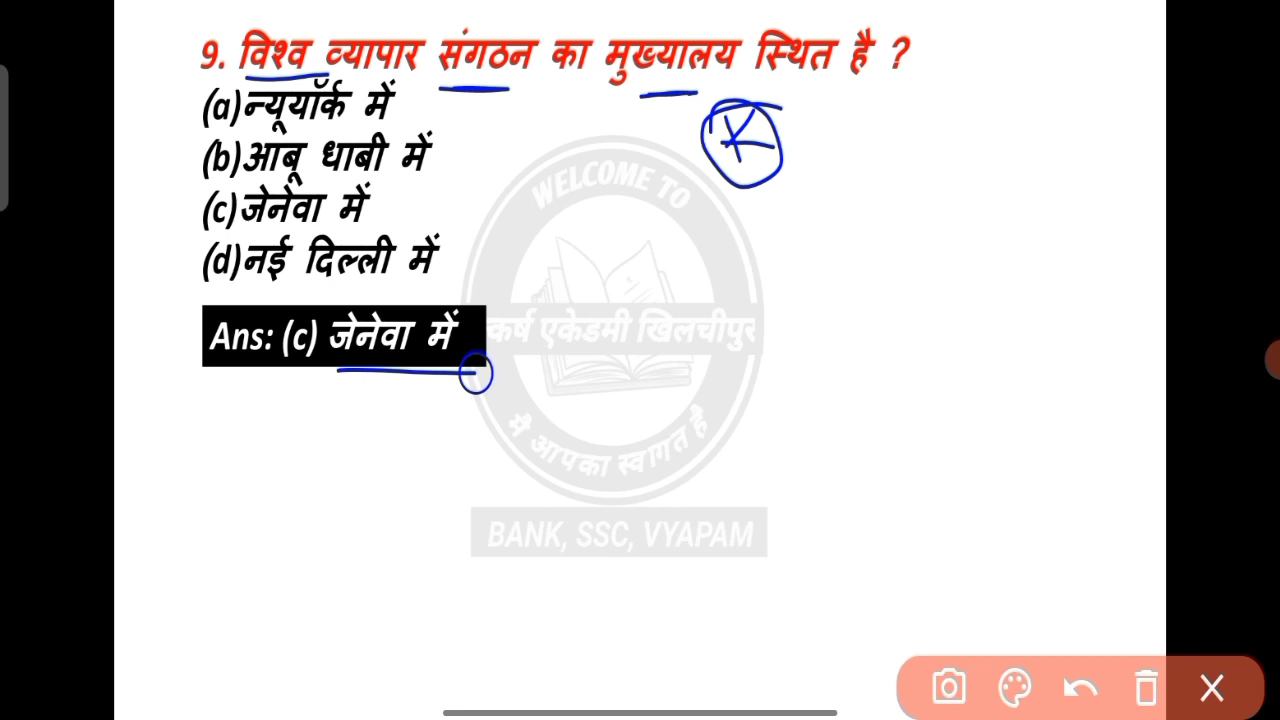 9. विश्व व्यापार संगठन का मुख्यालय स्थित है ?
(a)न्यूयॉर्क में
(b)आबू धाबी में
(c)जेनेवा में
(d)नई दिल्ली में
Ans: (c) जेनेवा में
K
WELCOME TO
कर्ष एकेडमी खिलचीपुर
मै आपका स्वागत है
BANK, SSC, VYAPAM